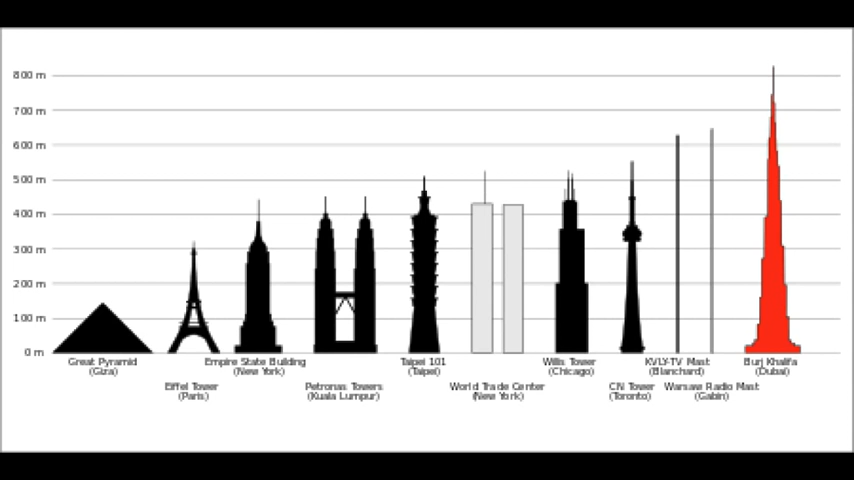 800 m
700 m
600 m
500 m
400 m
300 m
200 m
100 m
0 m
Great Pyramid
(Giza)
Eiffel Tower
(Paris)
Empire State Building
(New York)
Petronas Towers
(Kuala Lumpur)
Taipei 101
(Taipei)
World Trade Center
(New York)
Willis Tower
(Chicago)
CN Tower
(Toronto)
KVLY-TV Mast
(Blanchard)
Warsaw Radio Mast
(Gabin)
Burj Khalifa
(Dubai)